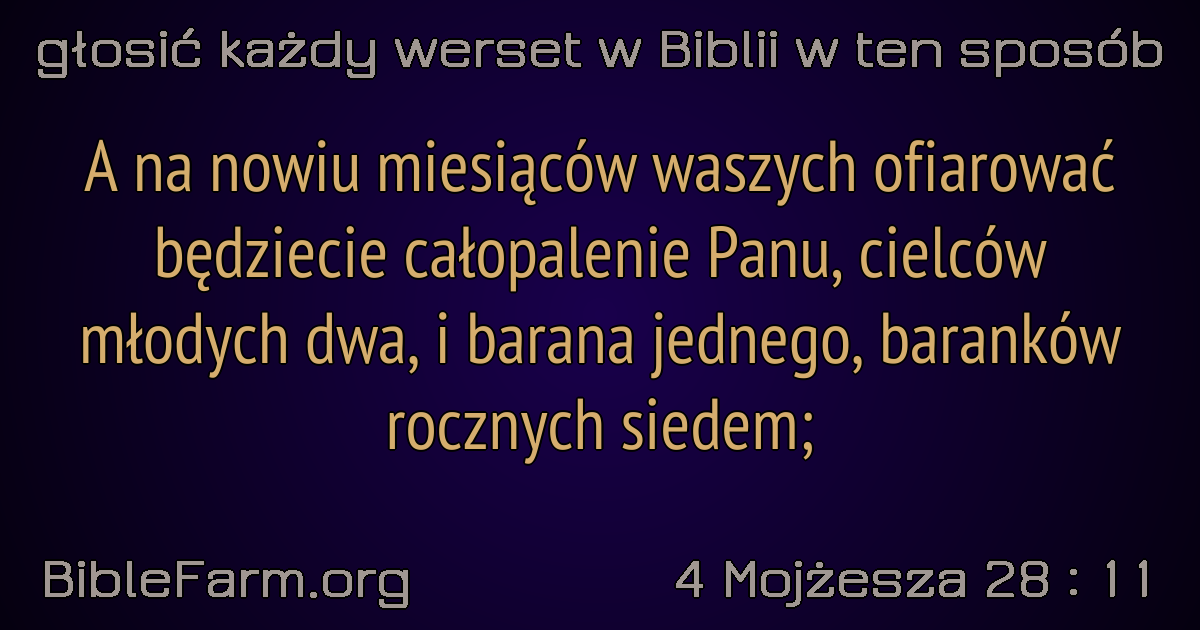 głosić każdy werset w Biblii w ten sposób
A na nowiu miesiąców waszych ofiarować
będziecie całopalenie Panu, cielców
młodych dwa, i barana jednego, baranków
rocznych siedem;
BibleFarm.org
4 Mojżesza 28 : 11